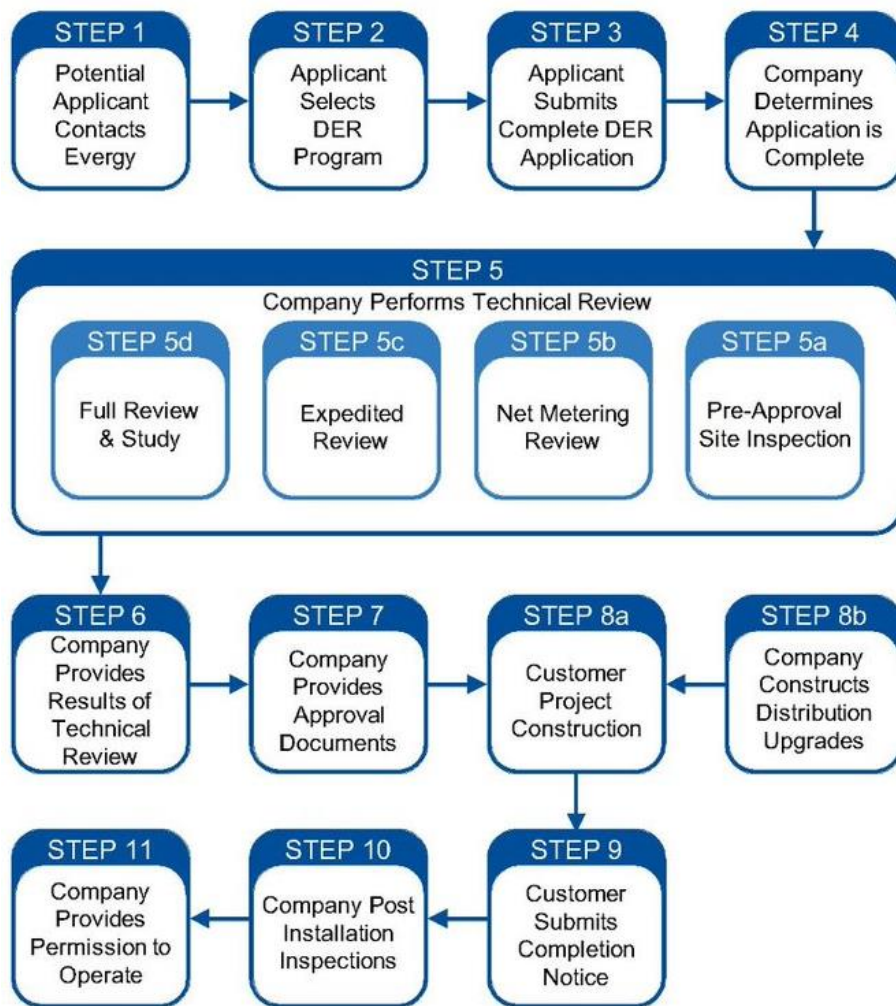 STEP 1
Potential
Applicant
Contacts
Evergy
STEP 2
Applicant
Selects
DER
Program
STEP 3
Applicant
Submits
Complete DER
Application
STEP 4
Company
Determines
Application is
Complete
STEP 5
Company Performs Technical Review
STEP 5d
Full Review
& Study
STEP 5c
Expedited
Review
STEP 5b
Net Metering
Review
STEP 5a
Pre-Approval
Site Inspection
STEP 6
Company
Provides
Results of
Technical
Review
STEP 7
Company
Provides
Approval
Documents
STEP 8a
Customer
Project
Construction
STEP 8b
Company
Constructs
Distribution
Upgrades
STEP 11
Company
Provides
Permission to
Operate
STEP 10
Company Post
Installation
Inspections
STEP 9
Customer
Submits
Completion
Notice